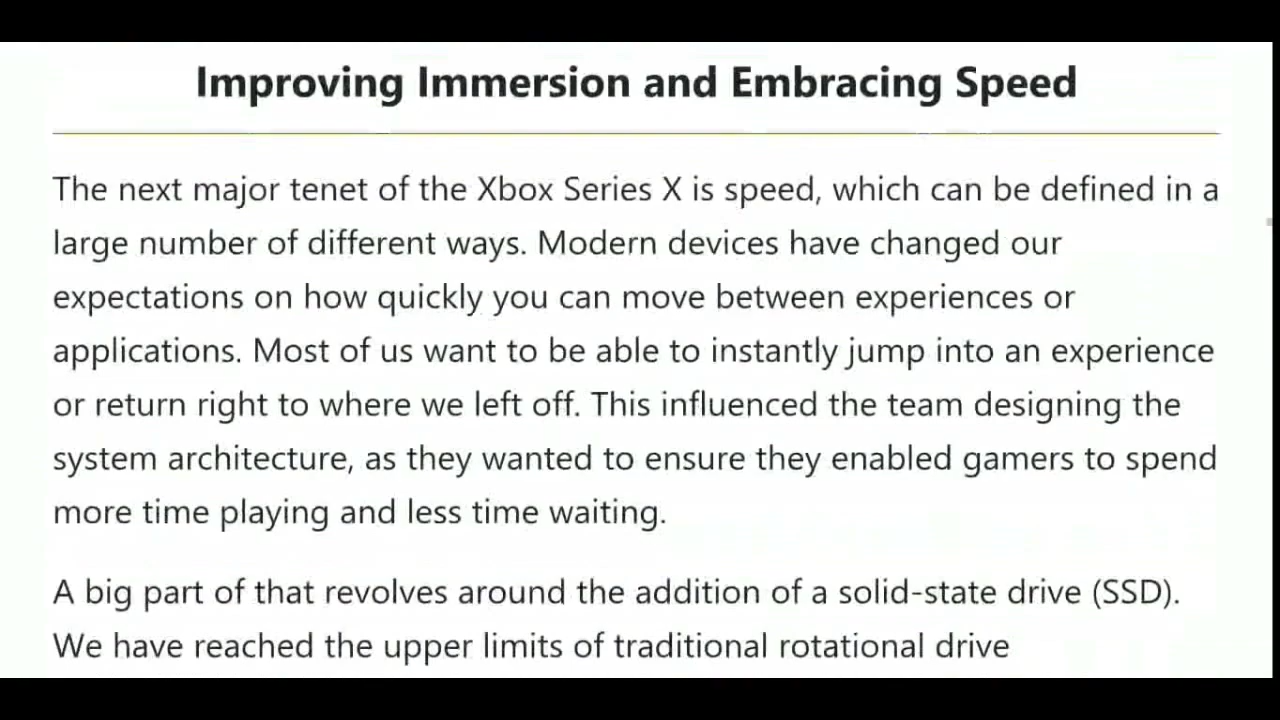 Improving Immersion and Embracing Speed
The next major tenet of the Xbox Series X is speed, which can be defined in a
large number of different ways. Modern devices have changed our
expectations on how quickly you can move between experiences or
applications. Most of us want to be able to instantly jump into an experience
or return right to where we left off. This influenced the team designing the
system architecture, as they wanted to ensure they enabled gamers to spend
more time playing and less time waiting.
A big part of that revolves around the addition of a solid-state drive (SSD).
We have reached the upper limits of traditional rotational drive